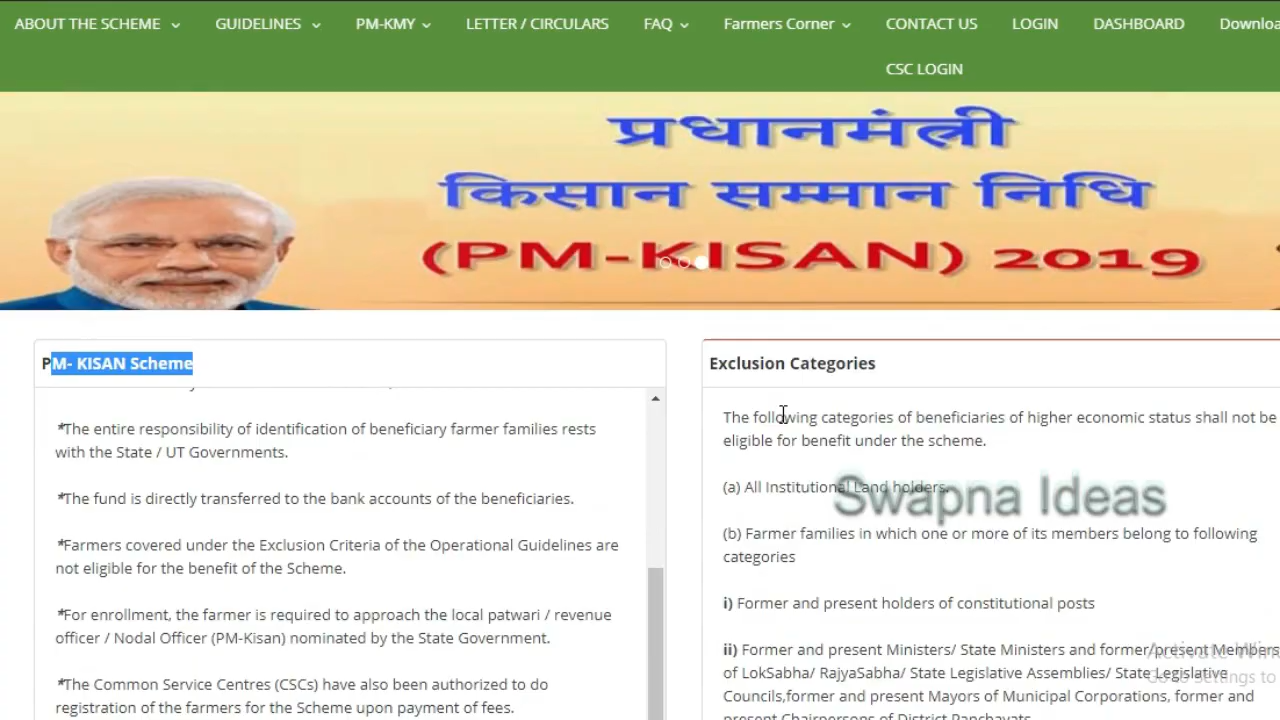 ABOUT THE SCHEME GUIDELINES PM-KMY LETTER / CIRCULARS FAQ Farmers Corner CONTACT US LOGIN DASHBOARD
CSC LOGIN
प्रधानमंत्री
किसान सम्मान निधि
(PM-KISAN) 2019
PM- KISAN Scheme
*The entire responsibility of identification of beneficiary farmer families rests
with the State / UT Governments.
*The fund is directly transferred to the bank accounts of the beneficiaries.
*Farmers covered under the Exclusion Criteria of the Operational Guidelines are
not eligible for the benefit of the Scheme.
*For enrollment, the farmer is required to approach the local patwari / revenue
officer / Nodal Officer (PM-Kisan) nominated by the State Government.
*The Common Service Centres (CSCs) have also been authorized to do
registration of the farmers for the Scheme upon payment of fees.
Exclusion Categories
The following categories of beneficiaries of higher economic status shall not be
eligible for benefit under the scheme.
(a) All Institutional Land holders.
Swapna Ideas
(b) Farmer families in which one or more of its members belong to following
categories
i) Former and present holders of constitutional posts
ii) Former and present Ministers/ State Ministers and former/present Members
of LokSabha/ RajyaSabha/ State Legislative Assemblies/ State Legislative
Councils,former and present Mayors of Municipal Corporations, former and
present Chairpersons of District Panchayats.
Activate
Settings to